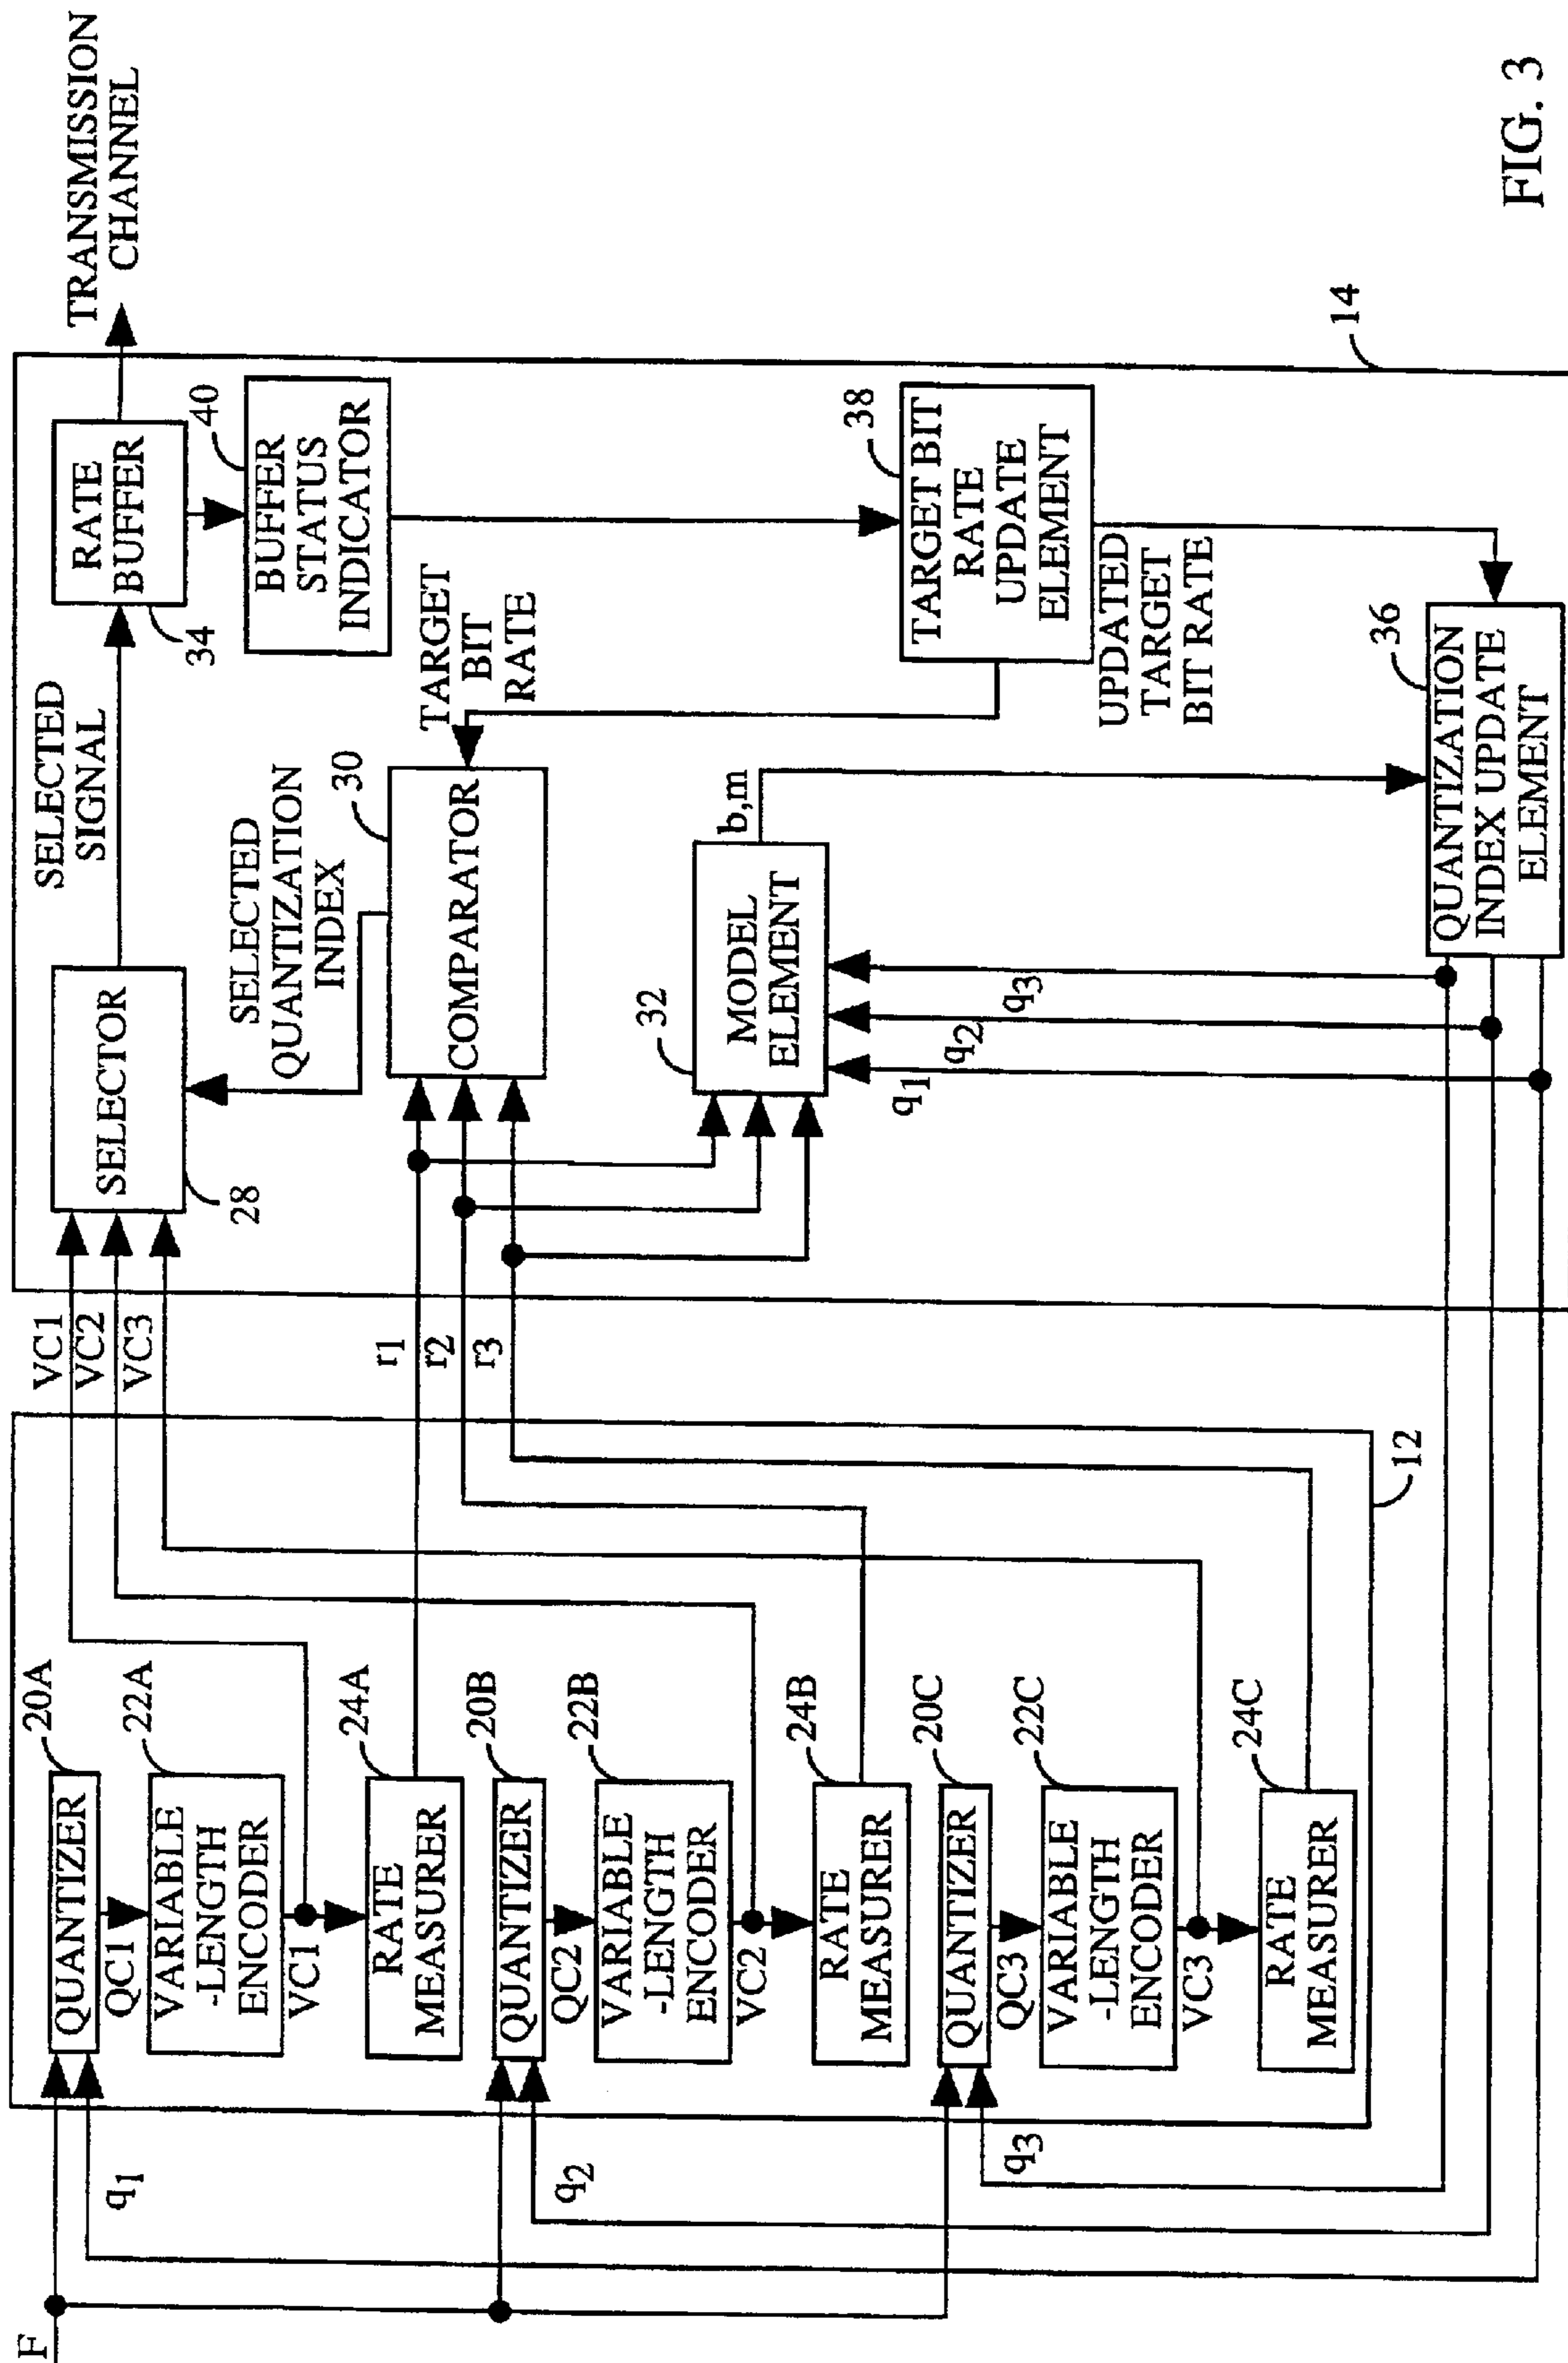 F
q1
q2
q3
20A
QUANTIZER
QC1
22A
VARIABLE
-LENGTH
ENCODER
VC1
24A
RATE
MEASURER
20B
QUANTIZER
QC2
22B
VARIABLE
-LENGTH
ENCODER
VC2
24B
RATE
MEASURER
20C
QUANTIZER
QC3
22C
VARIABLE
-LENGTH
ENCODER
VC3
24C
RATE
MEASURER
12
VC1
VC2
VC3
r1
r2
r3
SELECTOR
28
SELECTED
SIGNAL
RATE
BUFFER
34
TRANSMISSION
CHANNEL
40
BUFFER
STATUS
INDICATOR
SELECTED
QUANTIZATION
INDEX
30
COMPARATOR
TARGET
BIT
RATE
32
MODEL
ELEMENT
b,m
q1
q2
q3
38
TARGET BIT
RATE
UPDATE
ELEMENT
UPDATED
TARGET
BIT RATE
36
QUANTIZATION
INDEX UPDATE
ELEMENT
14
FIG. 3